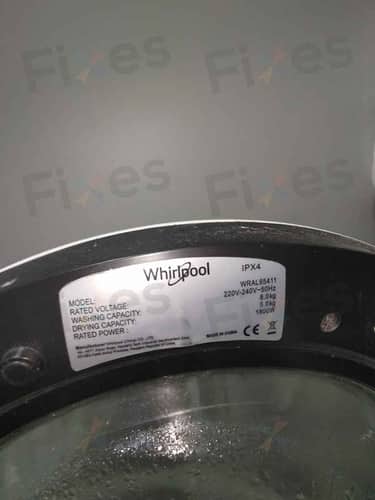 Fixes
Fixes
Fixes
Fixes
Whirlpool
IPX4
MODEL: WRAL85411
RATED VOLTAGE: 220V-240V~50Hz
WASHING CAPACITY: 8.0kg
DRYING CAPACITY: 5.0kg
RATED POWER : 1800W
MADE IN CHINA